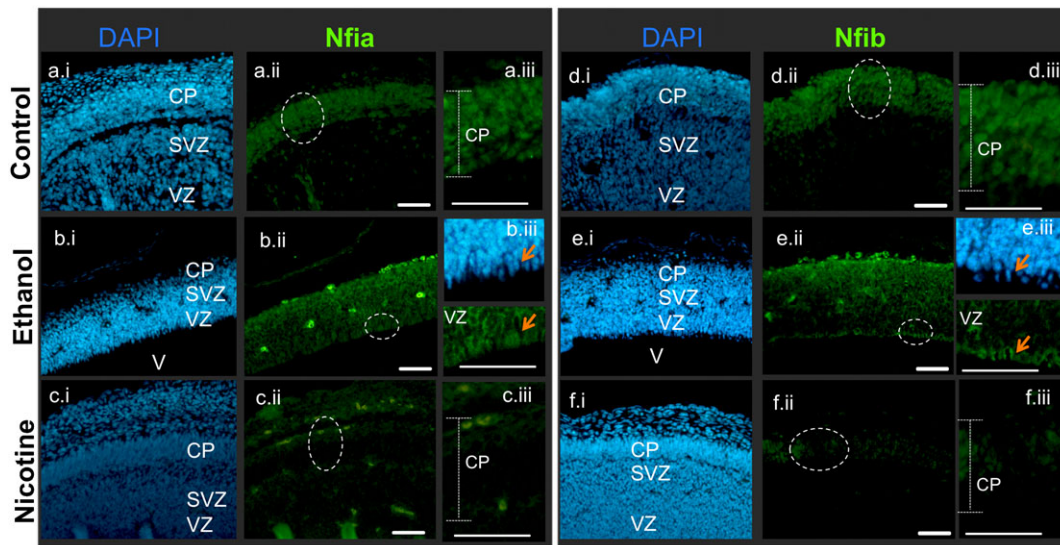 DAPI Nfia DAPI Nfib
Control
a.i a.ii a.iii d.i d.ii d.iii
CP CP CP CP
SVZ SVZ
VZ VZ
Ethanol
b.i b.ii b.iii e.i e.ii e.iii
CP CP
SVZ SVZ
VZ VZ VZ VZ
V V
Nicotine
c.i c.ii c.iii f.i f.ii f.iii
CP CP CP CP
SVZ SVZ
VZ VZ